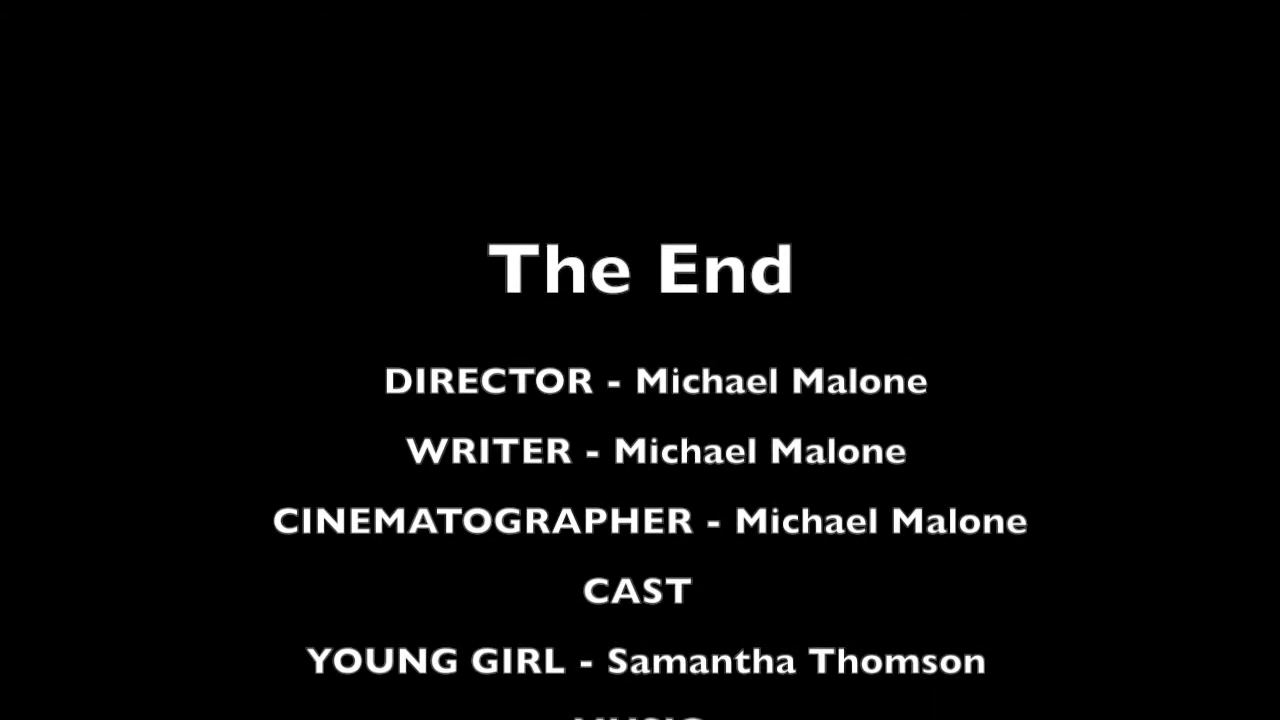 The End
DIRECTOR - Michael Malone
WRITER - Michael Malone
CINEMATOGRAPHER - Michael Malone
CAST
YOUNG GIRL - Samantha Thomson